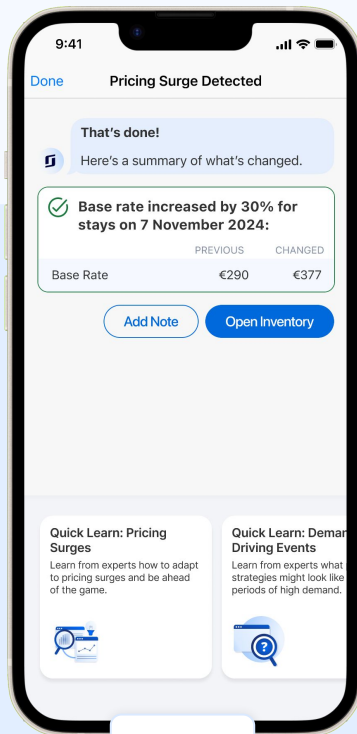 9:41
Done
Pricing Surge Detected
That's done!
Here's a summary of what's changed.
Base rate increased by 30% for
stays on 7 November 2024:
PREVIOUS CHANGED
Base Rate €290 €377
Add Note
Open Inventory
Quick Learn: Pricing
Surges
Learn from experts how to adapt
to pricing surges and be ahead
of the game.
Quick Learn:
Driving Events
Learn from experts what
strategies might look like
periods of high demand.